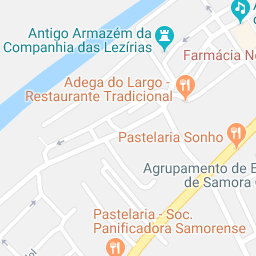 Antigo Armazém da
Companhia das Lezírias
Farmácia
Adega do Largo -
Restaurante Tradicional
Pastelaria Sonho
Agrupamento de
de Samora
Pastelaria - Soc.
Panificadora Samorense